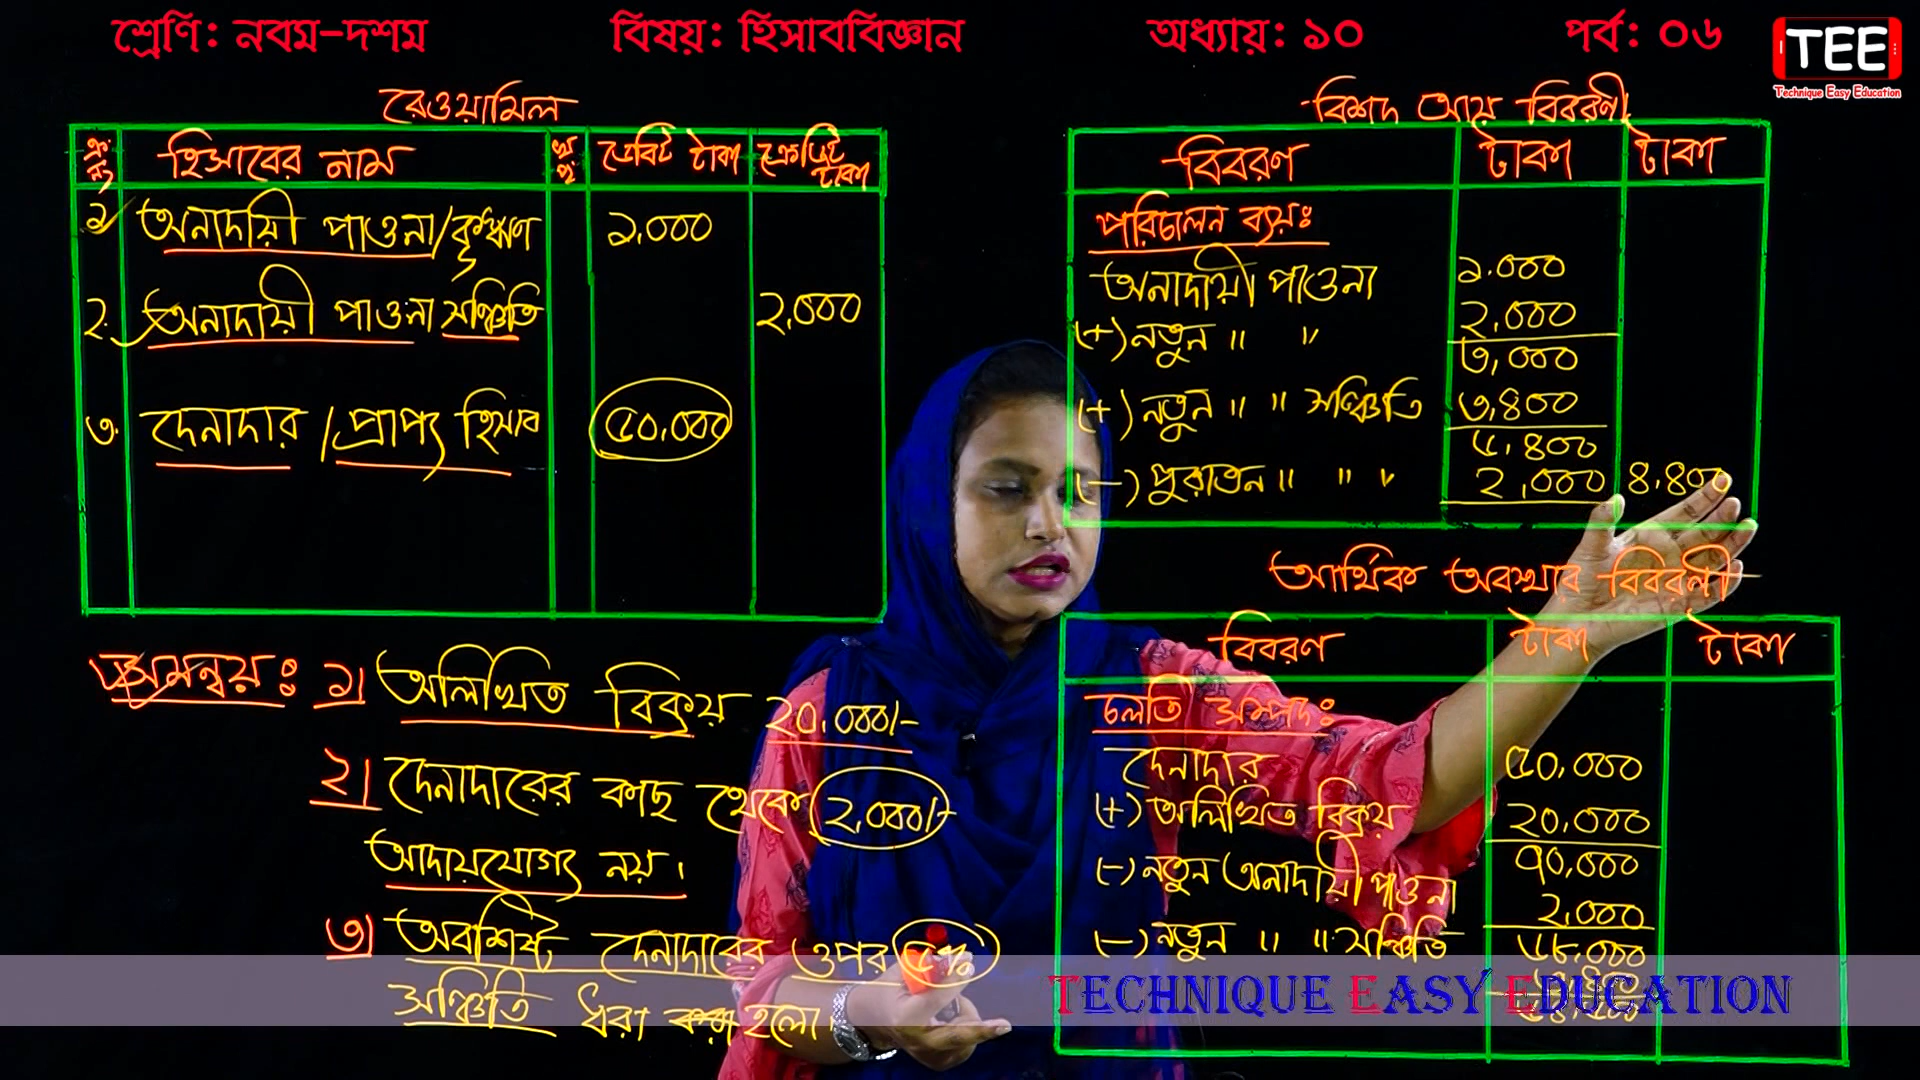 শ্রেণি: নবম-দশম
বিষয়: হিসাববিজ্ঞান
অধ্যায়: ১০
পর্ব: ০৬
TEE
Technique Easy Education
রেওয়ামিল
ক্র: নং হিসাবের নাম খ: পৃ: ডেবিট টাকা ক্রেডিট টাকা
১ অনাদায়ী পাওনা/কুঋণ ১,০০০
২. অনাদায়ী পাওনা সঞ্চিতি ২,০০০
৩. দেনাদার /প্রাপ্য হিসাব ৫০,০০০
সমন্বয়: ১। অলিখিত বিক্রয় ২০,০০০/-
২। দেনাদারের কাছ থেকে ২,০০০/-
আদায়যোগ্য নয়।
৩। অবশিষ্ট দেনাদারের ওপর ৫%
সঞ্চিতি ধরা হলো।
বিশদ আয় বিবরণী
বিবরণ টাকা টাকা
পরিচালন ব্যয়ঃ
অনাদায়ী পাওনা ১,০০০
(+) নতুন " " ২,০০০
৩,০০০
(+) নতুন " " সঞ্চিতি ৩,৪০০
৬,৪০০
(-) পুরাতন " " " ২,০০০ ৪,৪০০
আর্থিক অবস্থার বিবরণী
বিবরণ টাকা টাকা
চলতি সম্পদ:
দেনাদার ৫০,০০০
(+) অলিখিত বিক্রয় ২০,০০০
৭০,০০০
(-) নতুন অনাদায়ী পাওনা ২,০০০
৬৮,০০০
(-) নতুন " " সঞ্চিতি
TECHNIQUE EASY EDUCATION